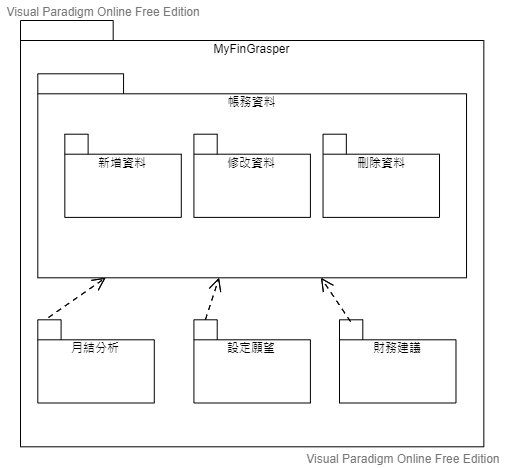 Visual Paradigm Online Free Edition
MyFinGrasper
帳務資料
新增資料
修改資料
刪除資料
月結分析
設定願望
財務建議
Visual Paradigm Online Free Edition